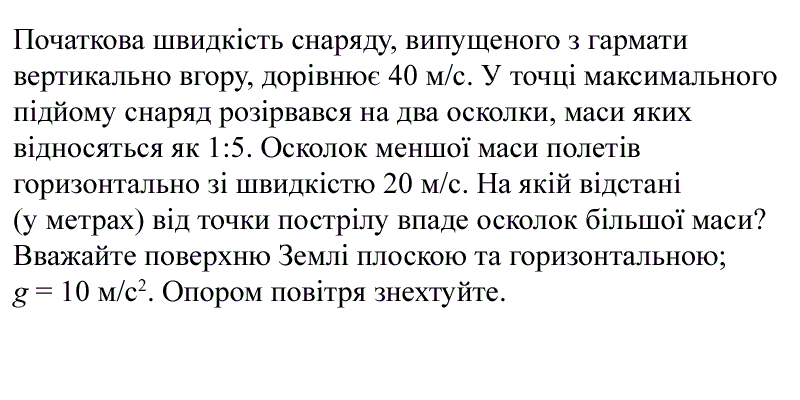 Початкова швидкість снаряду, випущеного з гармати
вертикально вгору, дорівнює 40 м/с. У точці максимального
підйому снаряд розірвався на два осколки, маси яких
відносяться як 1:5. Осколок меншої маси полетів
горизонтально зі швидкістю 20 м/с. На якій відстані
(у метрах) від точки пострілу впаде осколок більшої маси?
Вважайте поверхню Землі плоскою та горизонтальною;
g = 10 м/с². Опором повітря знехтуйте.